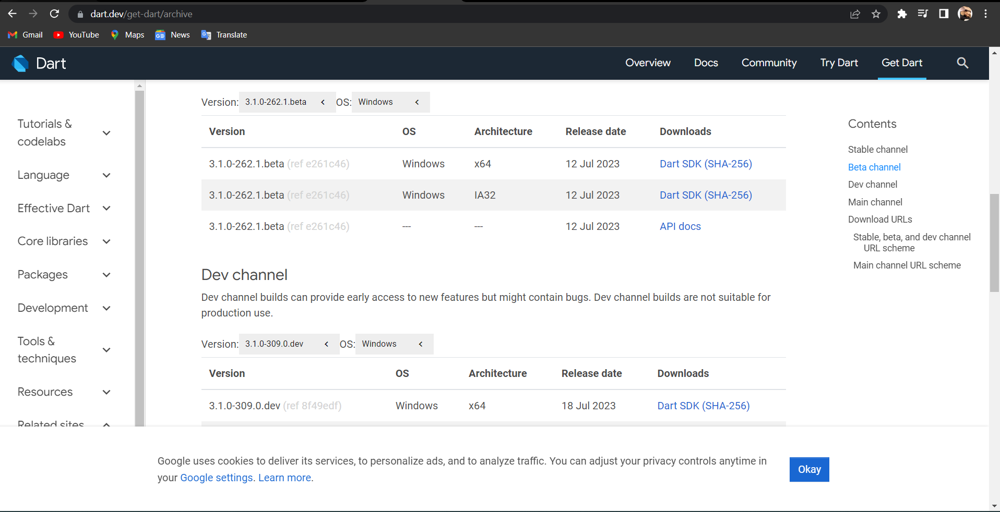 dart.dev/get-dart/archive
Gmail YouTube Maps News Translate
Dart Overview Docs Community Try Dart Get Dart
Tutorials &
codelabs
Language
Effective Dart
Core libraries
Packages
Development
Tools &
techniques
Resources
Related sites
Version: 3.1.0-262.1.beta OS: Windows
Version OS Architecture Release date Downloads
3.1.0-262.1.beta (ref e261c46) Windows x64 12 Jul 2023 Dart SDK (SHA-256)
3.1.0-262.1.beta (ref e261c46) Windows IA32 12 Jul 2023 Dart SDK (SHA-256)
3.1.0-262.1.beta (ref e261c46) --- --- 12 Jul 2023 API docs
Dev channel
Dev channel builds can provide early access to new features but might contain bugs. Dev channel builds are not suitable for
production use.
Version: 3.1.0-309.0.dev OS: Windows
Version OS Architecture Release date Downloads
3.1.0-309.0.dev (ref 8f49edf) Windows x64 18 Jul 2023 Dart SDK (SHA-256)
Contents
Stable channel
Beta channel
Dev channel
Main channel
Download URLs
Stable, beta, and dev channel
URL scheme
Main channel URL scheme
Google uses cookies to deliver its services, to personalize ads, and to analyze traffic. You can adjust your privacy controls anytime in
your Google settings. Learn more.
Okay